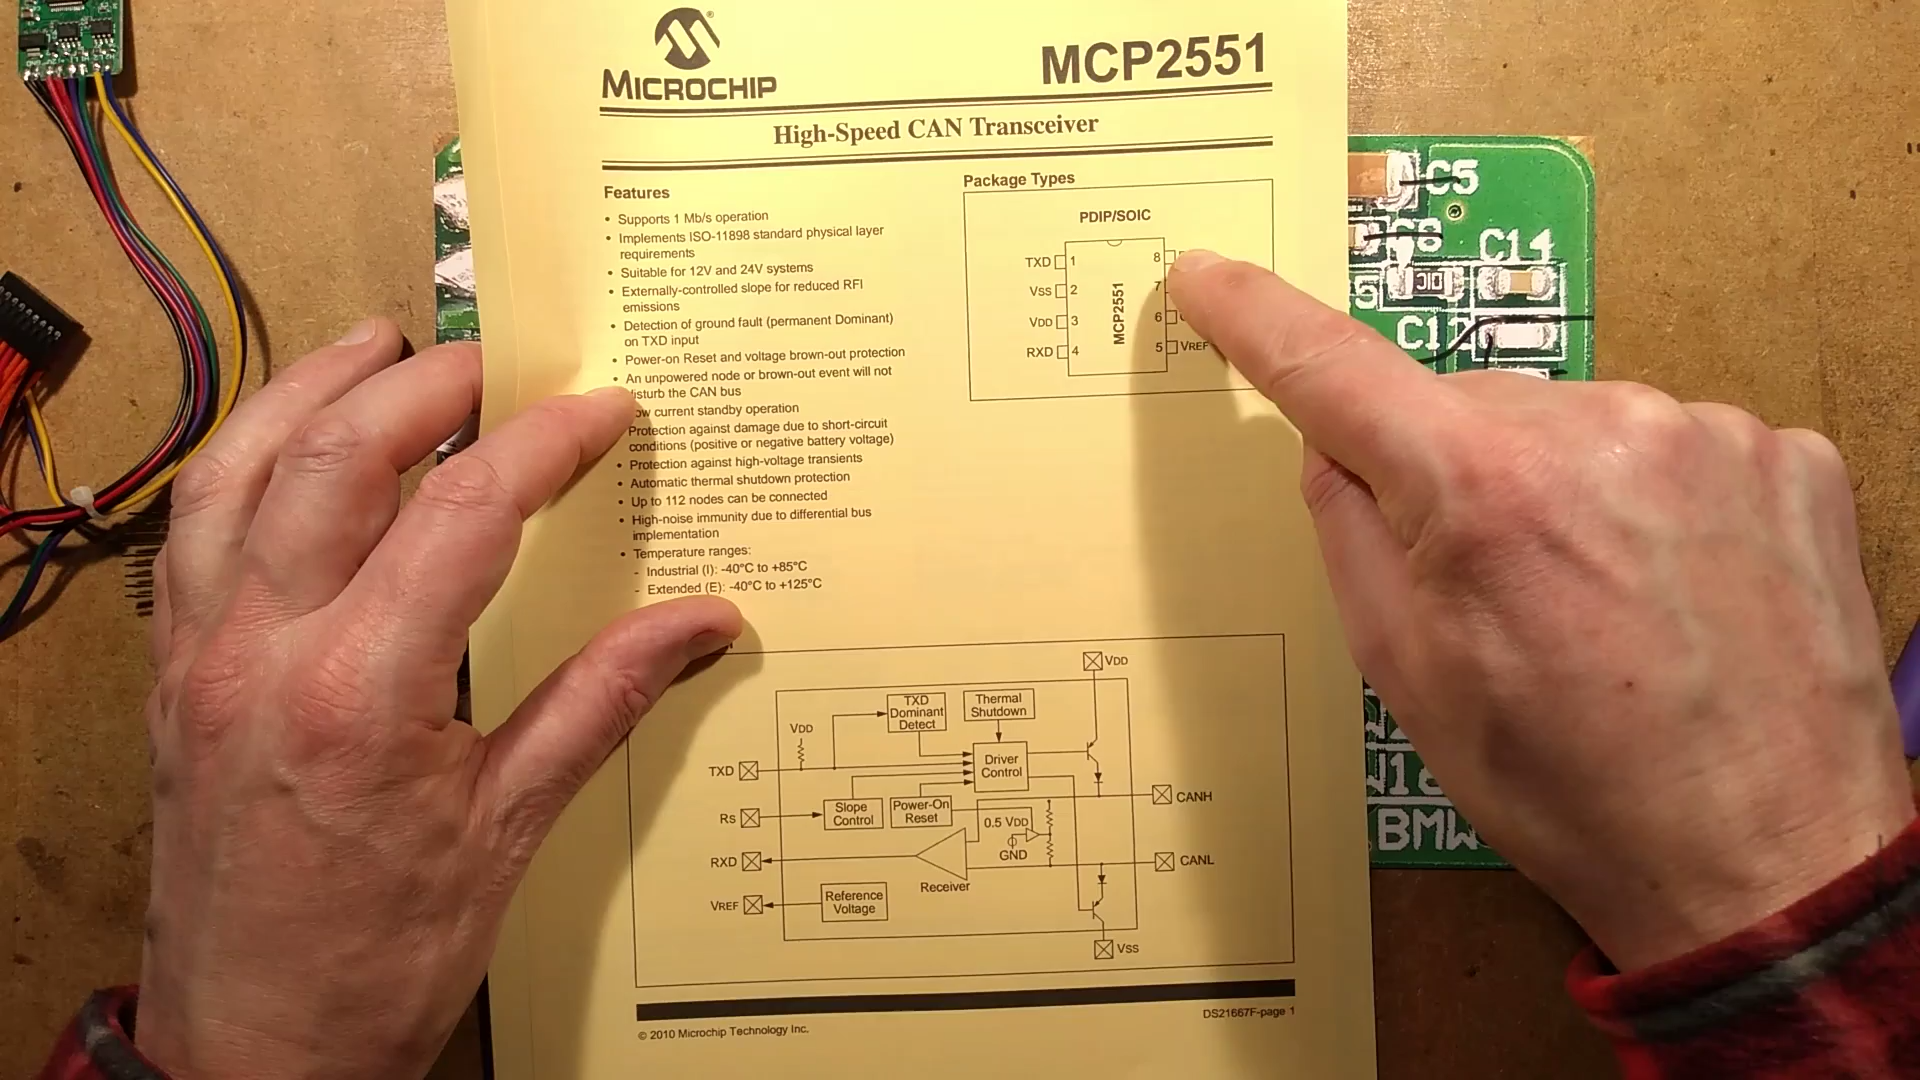 MICROCHIP
MCP2551
High-Speed CAN Transceiver
Features
• Supports 1 Mb/s operation
• Implements ISO-11898 standard physical layer
requirements
• Suitable for 12V and 24V systems
• Externally-controlled slope for reduced RFI
emissions
• Detection of ground fault (permanent Dominant)
on TXD input
• Power-on Reset and voltage brown-out protection
• An unpowered node or brown-out event will not
disturb the CAN bus
current standby operation
Protection against damage due to short-circuit
conditions (positive or negative battery voltage)
• Protection against high-voltage transients
• Automatic thermal shutdown protection
• Up to 112 nodes can be connected
• High-noise immunity due to differential bus
implementation
• Temperature ranges:
- Industrial (I): -40°C to +85°C
- Extended (E): -40°C to +125°C
Package Types
PDIP/SOIC
TXD 1
VSS 2
VDD 3
RXD 4
MCP2551
8
7
6
5 VREF
VDD
TXD
Dominant
Detect
Thermal
Shutdown
VDD
TXD
Driver
Control
Rs
Slope
Control
Power-On
Reset
CANH
0.5 VDD
GND
RXD
Receiver
CANL
VREF
Reference
Voltage
VSS
DS21667F-page 1
© 2010 Microchip Technology Inc.
C5
C14
BMW